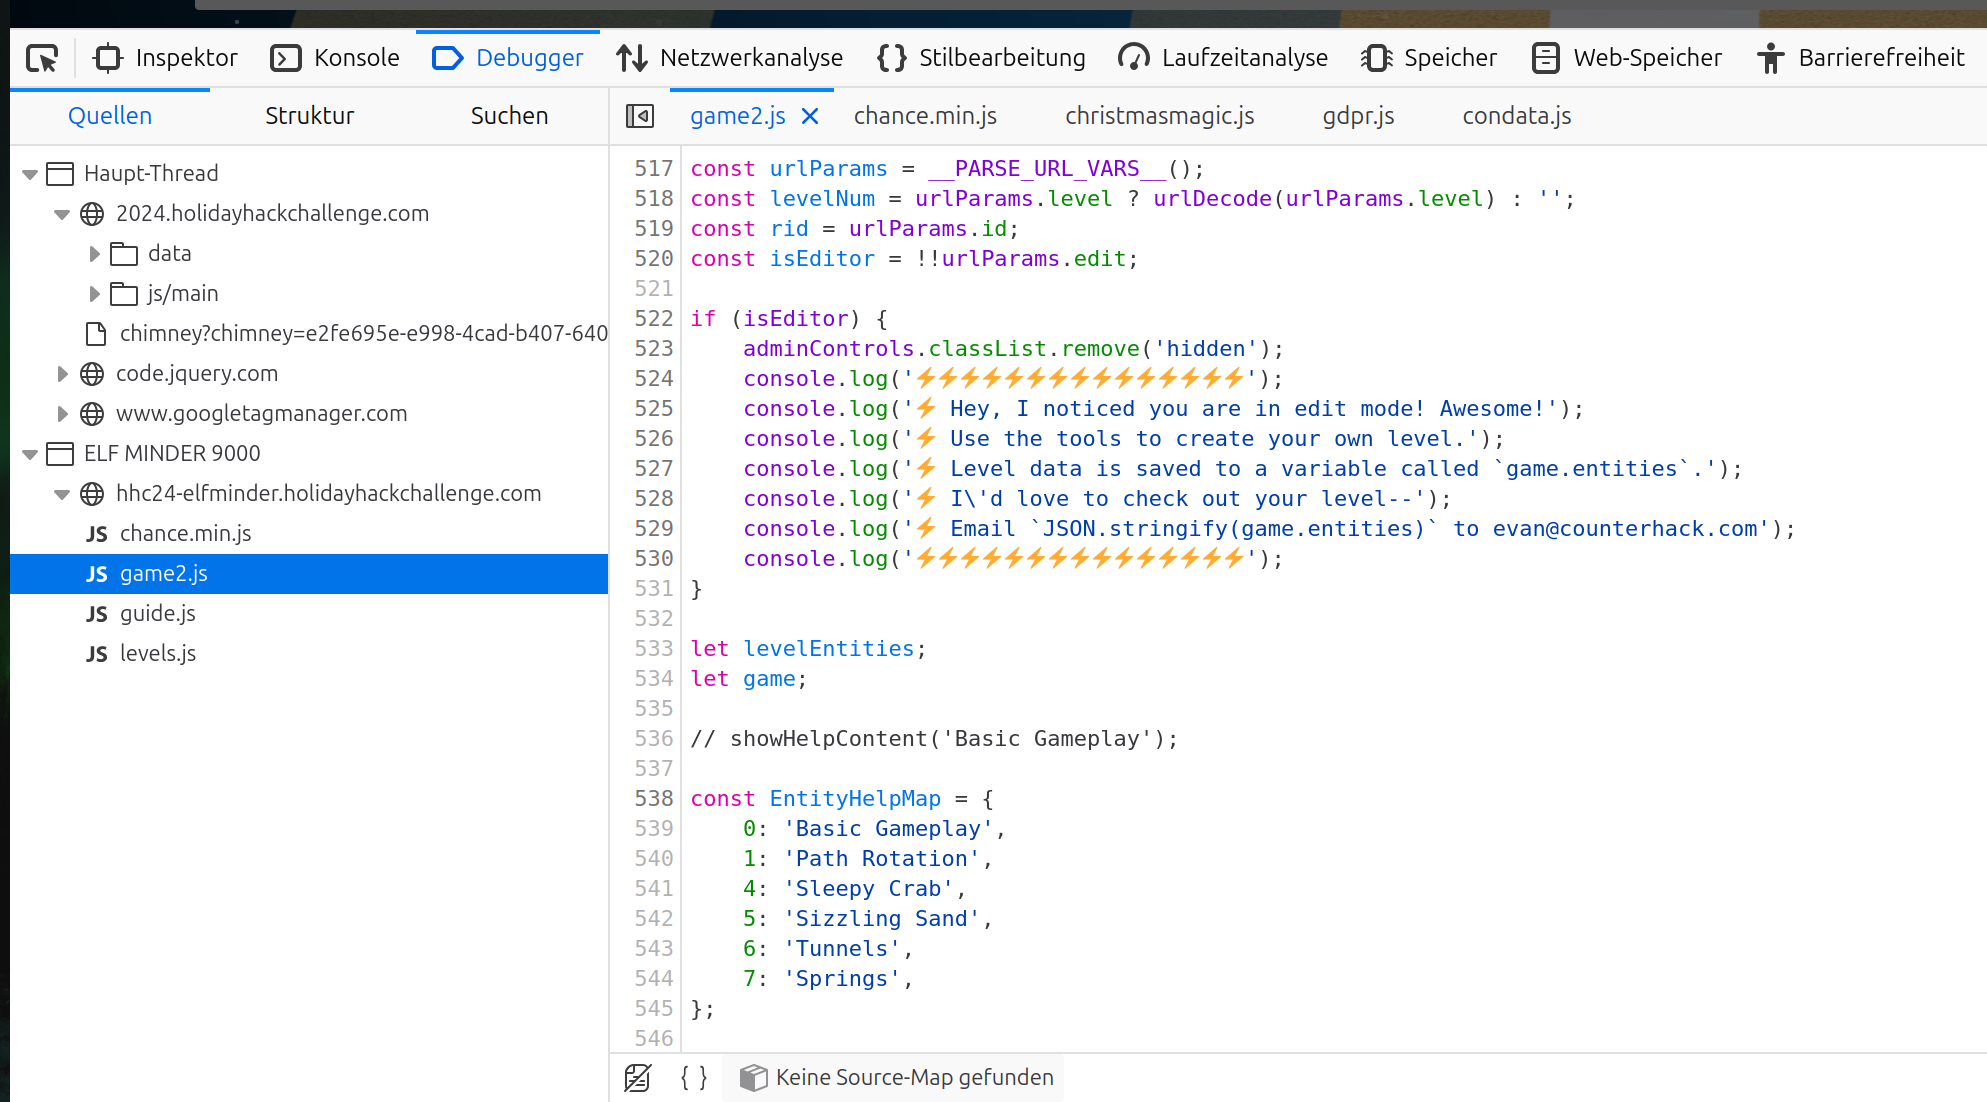 Inspektor Konsole Debugger Netzwerkanalyse Stilbearbeitung Laufzeitanalyse Speicher Web-Speicher Barrierefreiheit
Quellen Struktur Suchen
game2.js chance.min.js christmasmagic.js gdpr.js condata.js
Haupt-Thread
2024.holidayhackchallenge.com
data
js/main
chimney?chimney=e2fe695e-e998-4cad-b407-640
code.jquery.com
www.googletagmanager.com
ELF MINDER 9000
hhc24-elfminder.holidayhackchallenge.com
JS chance.min.js
JS game2.js
JS guide.js
JS levels.js
517 const urlParams = __PARSE_URL_VARS__();
518 const levelNum = urlParams.level ? urlDecode(urlParams.level) : '';
519 const rid = urlParams.id;
520 const isEditor = !!urlParams.edit;
521
522 if (isEditor) {
523     adminControls.classList.remove('hidden');
524     console.log('⚡⚡⚡⚡⚡⚡⚡⚡⚡⚡⚡⚡⚡⚡⚡');
525     console.log('⚡ Hey, I noticed you are in edit mode! Awesome!');
526     console.log('⚡ Use the tools to create your own level.');
527     console.log('⚡ Level data is saved to a variable called `game.entities`.');
528     console.log('⚡ I\'d love to check out your level--');
529     console.log('⚡ Email `JSON.stringify(game.entities)` to evan@counterhack.com');
530     console.log('⚡⚡⚡⚡⚡⚡⚡⚡⚡⚡⚡⚡⚡⚡⚡');
531 }
532
533 let levelEntities;
534 let game;
535
536 // showHelpContent('Basic Gameplay');
537
538 const EntityHelpMap = {
539     0: 'Basic Gameplay',
540     1: 'Path Rotation',
541     4: 'Sleepy Crab',
542     5: 'Sizzling Sand',
543     6: 'Tunnels',
544     7: 'Springs',
545 };
546
{ } Keine Source-Map gefunden